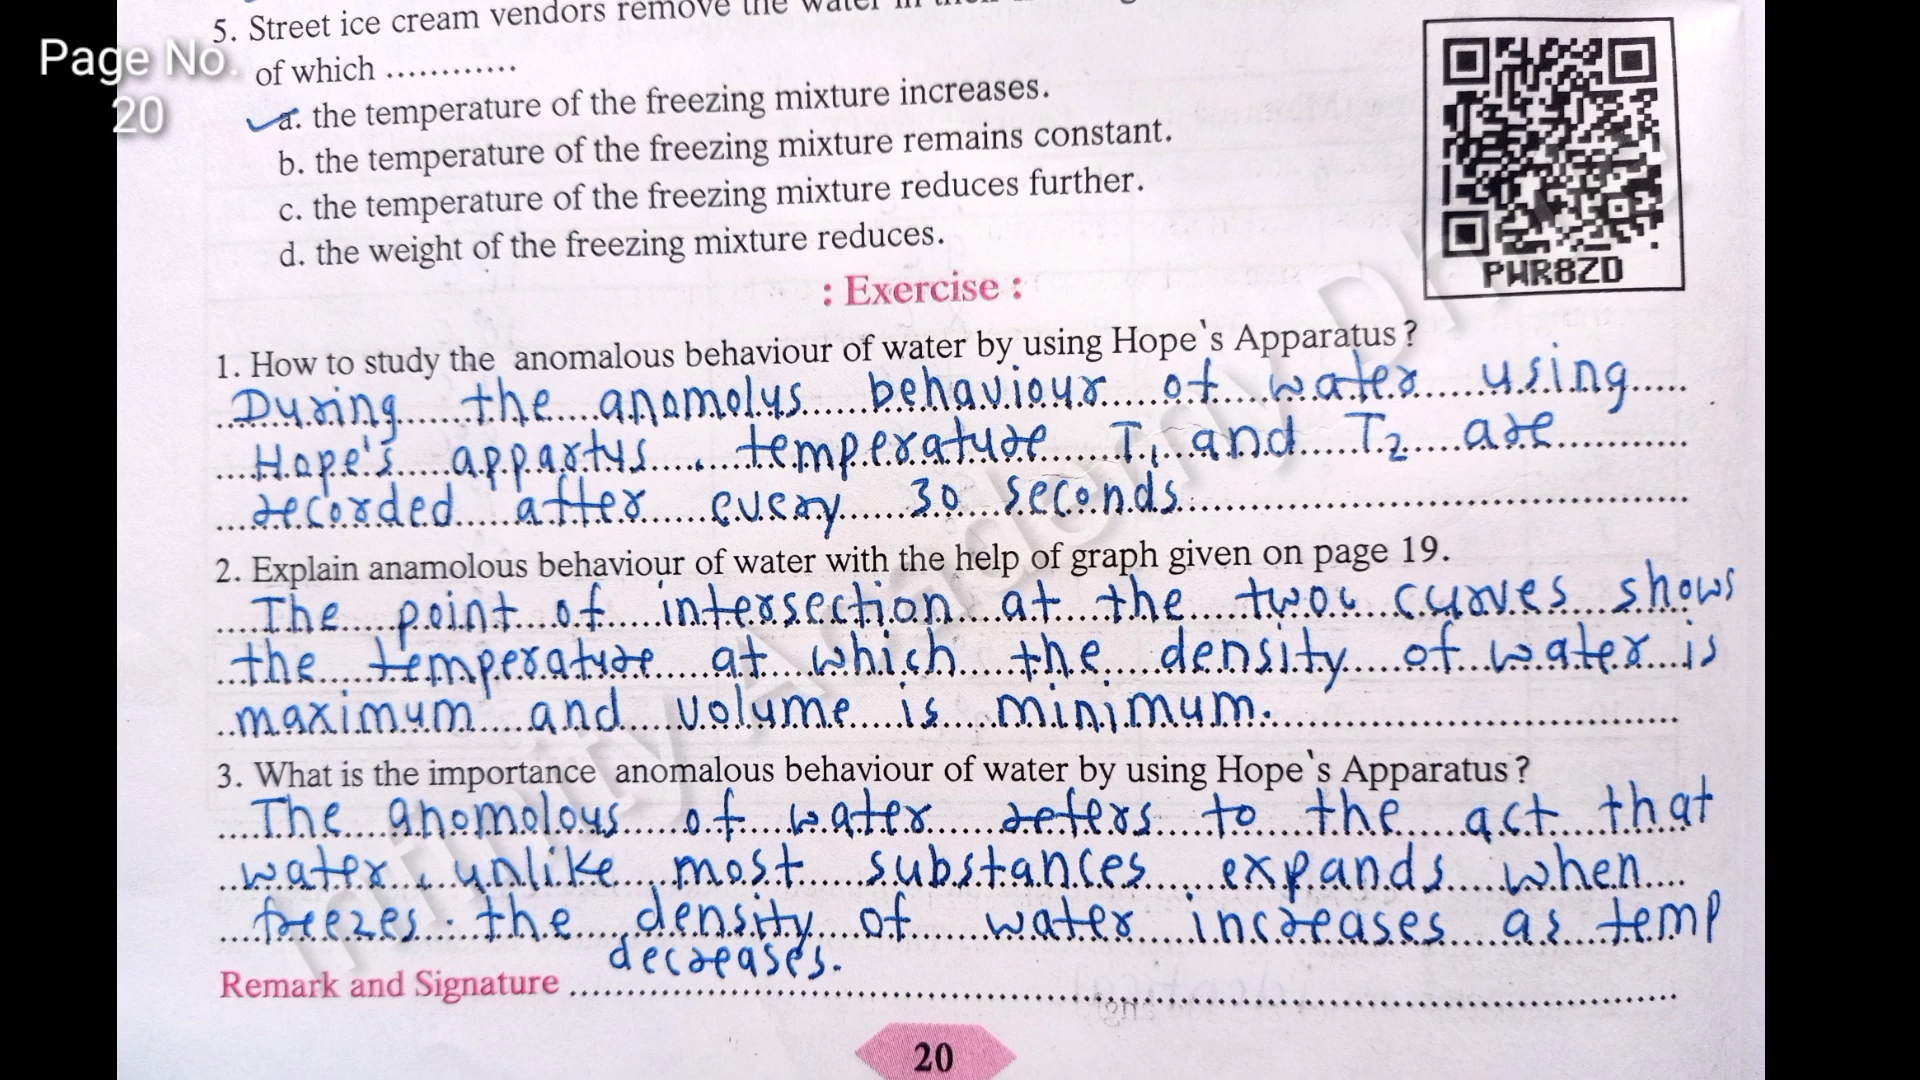 Page No.
20
5. Street ice cream vendors remove the water in
of which ............
a. the temperature of the freezing mixture increases.
b. the temperature of the freezing mixture remains constant.
c. the temperature of the freezing mixture reduces further.
d. the weight of the freezing mixture reduces.
PWR8ZD
: Exercise :
1. How to study the anomalous behaviour of water by using Hope's Apparatus?
During the anomolus behaviour of water using
Hope's appartus, temperature T1 and T2 are
recorded after every 30 seconds.
2. Explain anamolous behaviour of water with the help of graph given on page 19.
The point of intersection at the two curves shows
the temperature at which the density of water is
maximum and volume is minimum.
3. What is the importance anomalous behaviour of water by using Hope's Apparatus?
The anomolous of water refers to the act that
water, unlike most substances expands when
freezes. the density of water increases as temp
decreases.
Remark and Signature
20